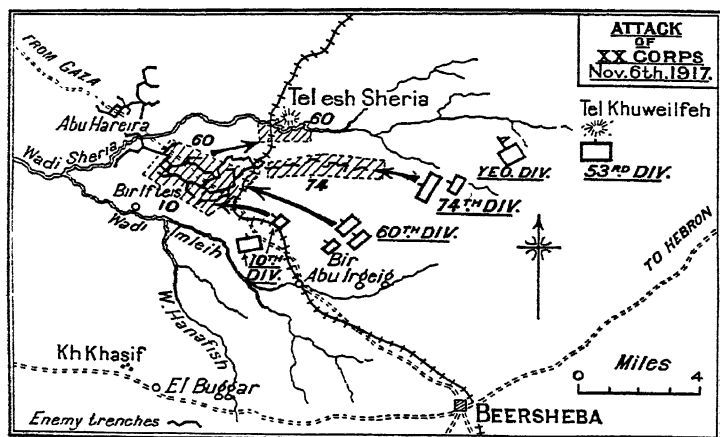 ATTACK
OF
XX CORPS
Nov. 6th. 1917.
FROM GAZA
Tel esh Sheria
Tel Khuweilfeh
Abu Hareira
60
60
Wadi Sheria
YEO. DIV.
53RD DIV.
74
74TH DIV.
Bir Ifteis
10
60TH DIV.
Wadi Imleih
10TH
DIV.
Bir
Abu Irgeig
TO HEBRON
W. Hanafish
Kh Khasif
Miles
0 4
El Buggar
BEERSHEBA
Enemy trenches